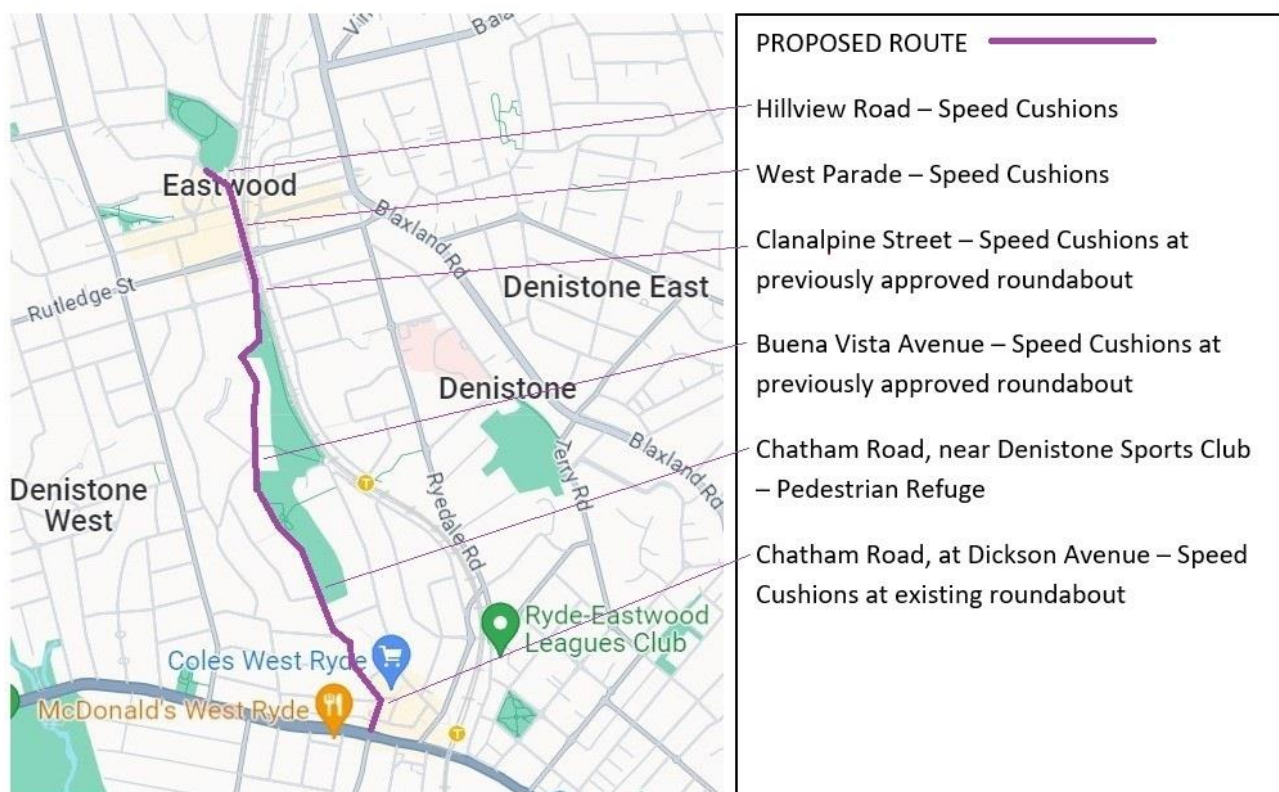 Vi
Bala
Eastwood
Blaxland Rd
Rutledge St
Denistone East
Denistone
Blaxland Rd
Terry Rd
Denistone
West
T
Ryedale Rd
Ryde-Eastwood
Leagues Club
Coles West Ryde
McDonald's West Ryde
T
PROPOSED ROUTE
Hillview Road – Speed Cushions
West Parade – Speed Cushions
Clanalpine Street – Speed Cushions at
previously approved roundabout
Buena Vista Avenue – Speed Cushions at
previously approved roundabout
Chatham Road, near Denistone Sports Club
– Pedestrian Refuge
Chatham Road, at Dickson Avenue – Speed
Cushions at existing roundabout